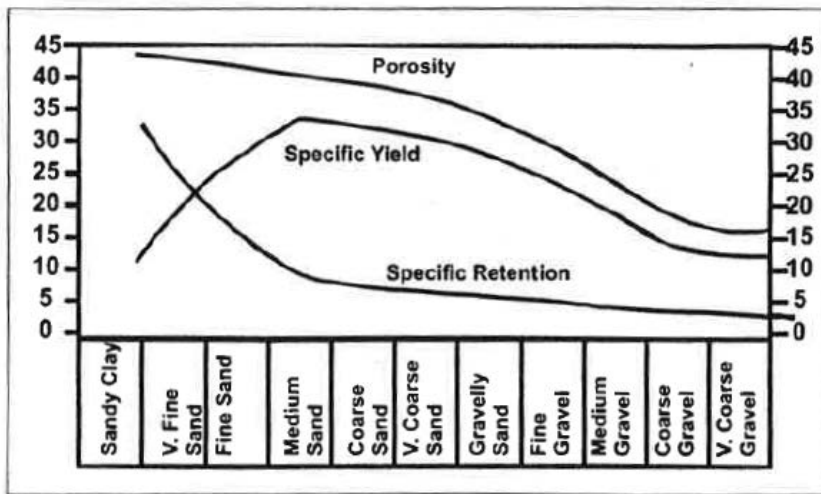 45
40
35
30
25
20
15
10
5
0
Porosity
Specific Yield
Specific Retention
45
40
35
30
25
20
15
10
5
0
Sandy Clay
V. Fine
Sand
Fine Sand
Medium
Sand
Coarse
Sand
V. Coarse
Sand
Gravelly
Sand
Fine
Gravel
Medium
Gravel
Coarse
Gravel
V. Coarse
Gravel